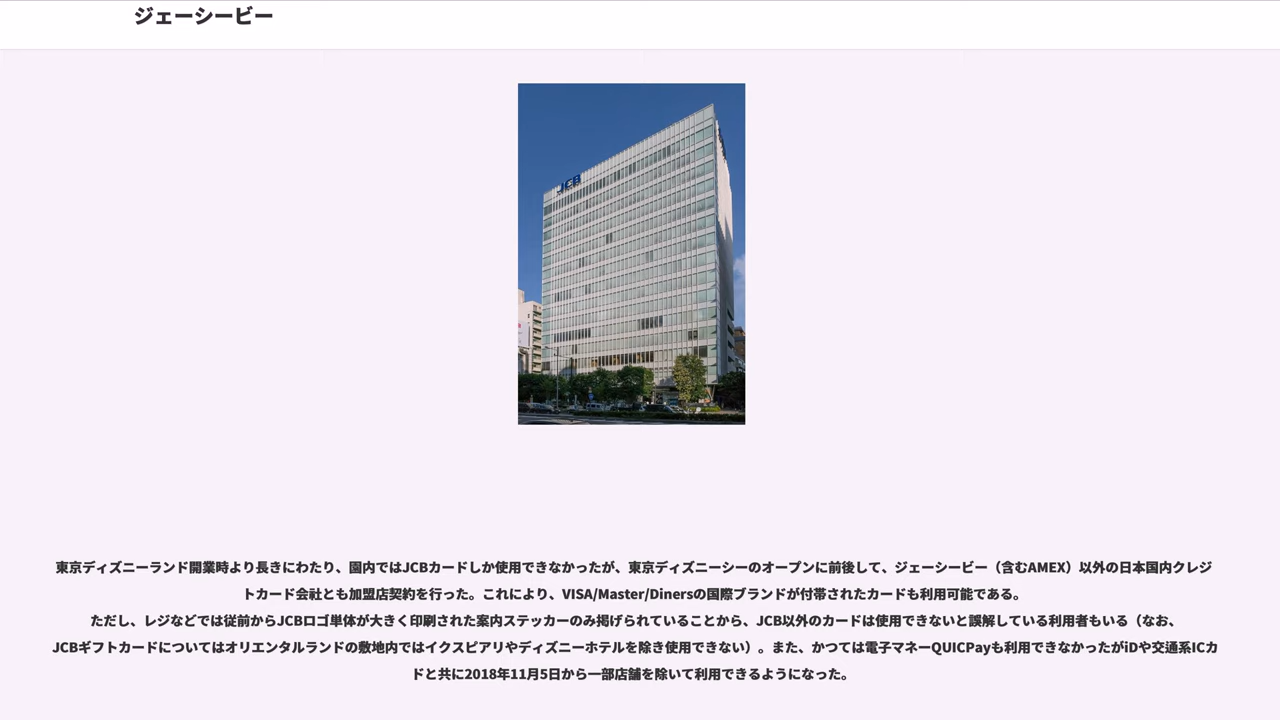 ジェーシービー
JCB
東京ディズニーランド開業時より長きにわたり、園内ではJCBカードしか使用できなかったが、東京ディズニーシーのオープンに前後して、ジェーシービー（含むAMEX）以外の日本国内クレジ
トカード会社とも加盟店契約を行った。これにより、VISA/Master/Dinersの国際ブランドが付帯されたカードも利用可能である。
ただし、レジなどでは従前からJCBロゴ単体が大きく印刷された案内ステッカーのみ掲げられていることから、JCB以外のカードは使用できないと誤解している利用者もいる（なお、
JCBギフトカードについてはオリエンタルランドの敷地内ではイクスピアリやディズニーホテルを除き使用できない）。また、かつては電子マネーQUICPayも利用できなかったがiDや交通系ICカ
ドと共に2018年11月5日から一部店舗を除いて利用できるようになった。